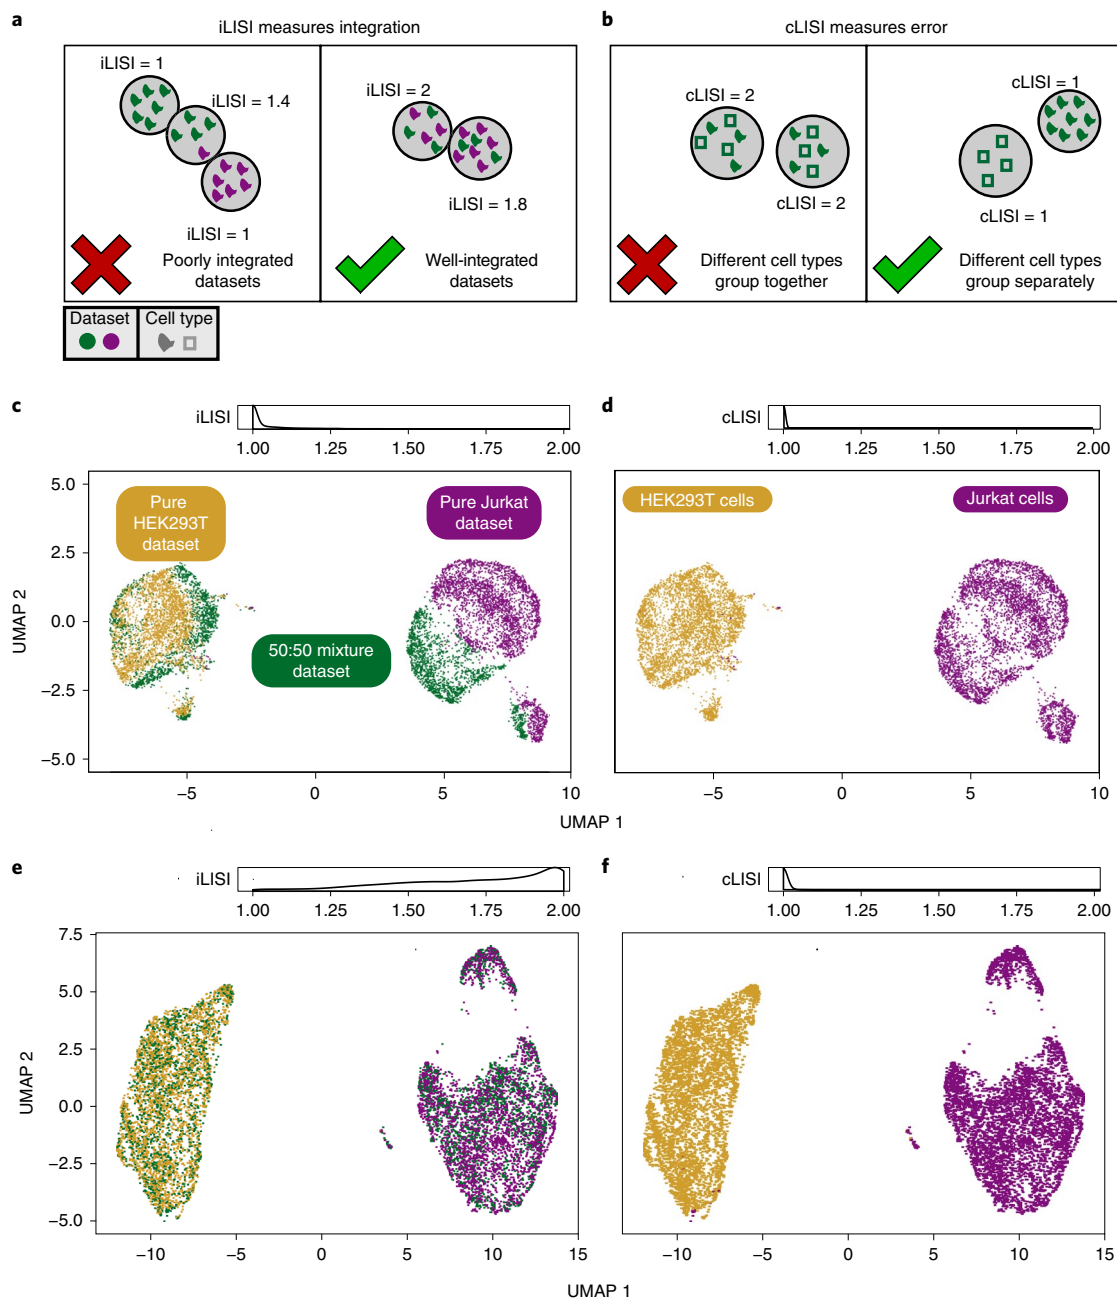 a
iLISI measures integration
iLISI = 1
iLISI = 1.4
iLISI = 1
Poorly integrated
datasets
iLISI = 2
iLISI = 1.8
Well-integrated
datasets
Dataset
Cell type
b
cLISI measures error
cLISI = 2
cLISI = 2
Different cell types
group together
cLISI = 1
cLISI = 1
Different cell types
group separately
c
iLISI
1.00 1.25 1.50 1.75 2.00
Pure
HEK293T
dataset
Pure Jurkat
dataset
50:50 mixture
dataset
UMAP 2
5.0
2.5
0.0
−2.5
−5.0
−5 0 5 10
d
cLISI
1.00 1.25 1.50 1.75 2.00
HEK293T cells
Jurkat cells
−5 0 5 10
UMAP 1
e
iLISI
1.00 1.25 1.50 1.75 2.00
UMAP 2
7.5
5.0
2.5
0.0
−2.5
−5.0
−10 −5 0 5 10 15
f
cLISI
1.00 1.25 1.50 1.75 2.00
−10 −5 0 5 10 15
UMAP 1